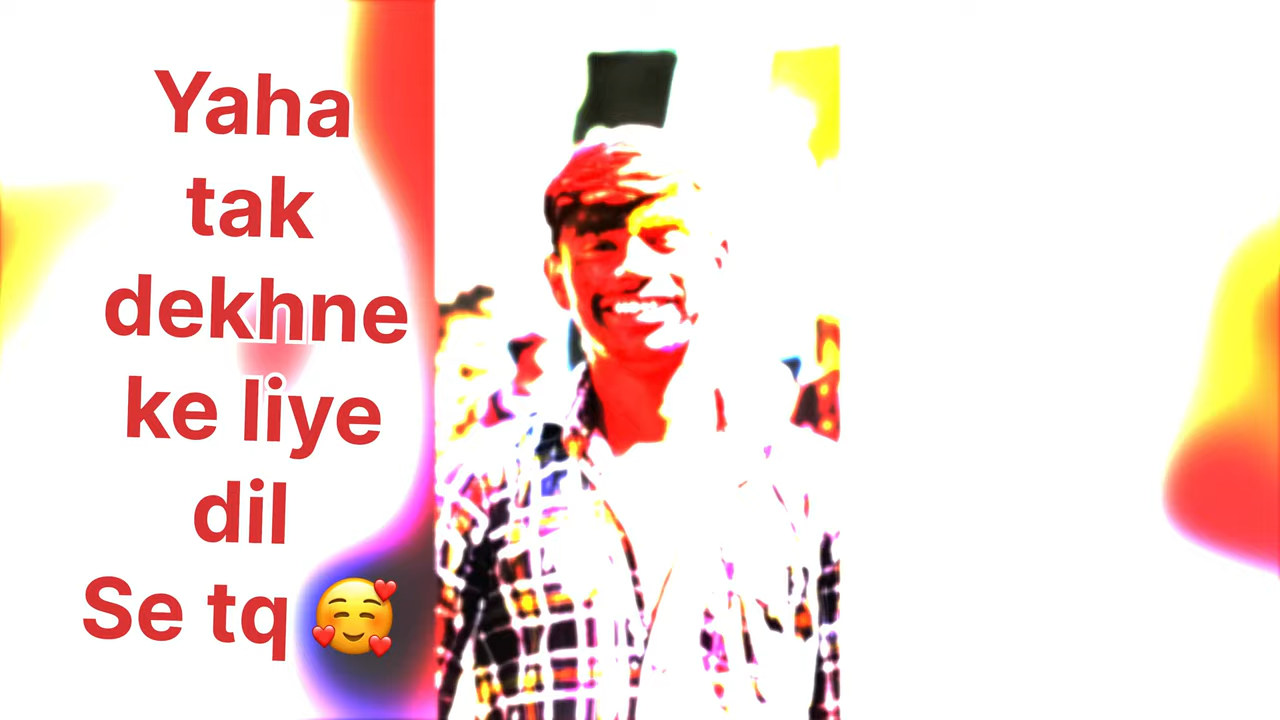 Yaha
tak
dekhne
ke liye
dil
Se tq 🥰